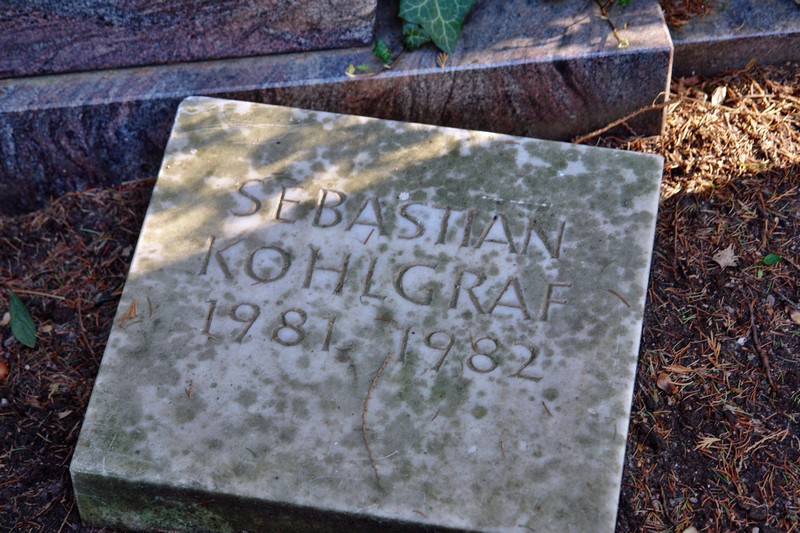 SEBASTIAN
KOHLGRAF
1981 1982